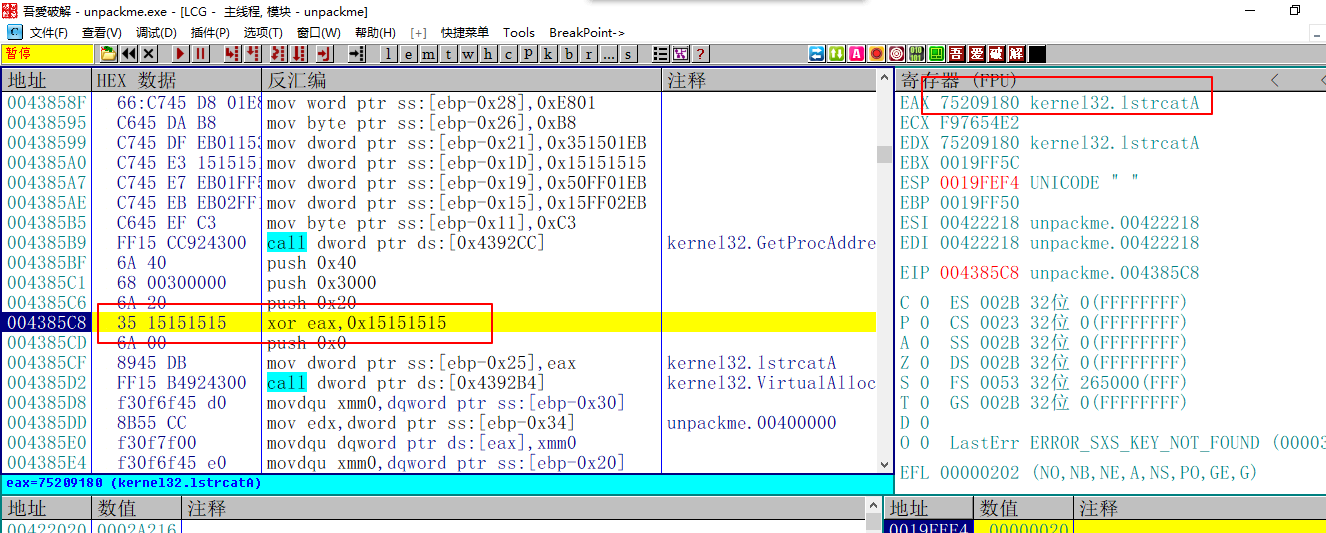 吾愛破解 - unpackme.exe - [LCG - 主线程, 模块 - unpackme]
C 文件(F) 查看(V) 调试(D) 插件(P) 选项(T) 窗口(W) 帮助(H) [+] 快捷菜单 Tools BreakPoint->
暂停 l e m t w h c p k b r ... s ? 吾 爱 破 解
地址 HEX 数据 反汇编 注释
0043858F 66:C745 D8 01E8 mov word ptr ss:[ebp-0x28],0xE801
00438595 C645 DA B8 mov byte ptr ss:[ebp-0x26],0xB8
00438599 C745 DF EB01153 mov dword ptr ss:[ebp-0x21],0x351501EB
004385A0 C745 E3 1515151 mov dword ptr ss:[ebp-0x1D],0x15151515
004385A7 C745 E7 EB01FF5 mov dword ptr ss:[ebp-0x19],0x50FF01EB
004385AE C745 EB EB02FF1 mov dword ptr ss:[ebp-0x15],0x15FF02EB
004385B5 C645 EF C3 mov byte ptr ss:[ebp-0x11],0xC3
004385B9 FF15 CC924300 call dword ptr ds:[0x4392CC] kernel32.GetProcAddre
004385BF 6A 40 push 0x40
004385C1 68 00300000 push 0x3000
004385C6 6A 20 push 0x20
004385C8 35 15151515 xor eax,0x15151515
004385CD 6A 00 push 0x0
004385CF 8945 DB mov dword ptr ss:[ebp-0x25],eax kernel32.lstrcatA
004385D2 FF15 B4924300 call dword ptr ds:[0x4392B4] kernel32.VirtualAlloc
004385D8 f30f6f45 d0 movdqu xmm0,dqword ptr ss:[ebp-0x30]
004385DD 8B55 CC mov edx,dword ptr ss:[ebp-0x34] unpackme.00400000
004385E0 f30f7f00 movdqu dqword ptr ds:[eax],xmm0
004385E4 f30f6f45 e0 movdqu xmm0,dqword ptr ss:[ebp-0x20]
eax=75209180 (kernel32.lstrcatA)
地址 数值 注释
00422020 0002A216
寄存器 (FPU) < <
EAX 75209180 kernel32.lstrcatA
ECX F97654E2
EDX 75209180 kernel32.lstrcatA
EBX 0019FF5C
ESP 0019FEF4 UNICODE " "
EBP 0019FF50
ESI 00422218 unpackme.00422218
EDI 00422218 unpackme.00422218
EIP 004385C8 unpackme.004385C8
C 0 ES 002B 32位 0(FFFFFFFF)
P 0 CS 0023 32位 0(FFFFFFFF)
A 0 SS 002B 32位 0(FFFFFFFF)
Z 0 DS 002B 32位 0(FFFFFFFF)
S 0 FS 0053 32位 265000(FFF)
T 0 GS 002B 32位 0(FFFFFFFF)
D 0
O 0 LastErr ERROR_SXS_KEY_NOT_FOUND (00003
EFL 00000202 (NO,NB,NE,A,NS,PO,GE,G)
地址 数值 注释
0019FEF4 00000020